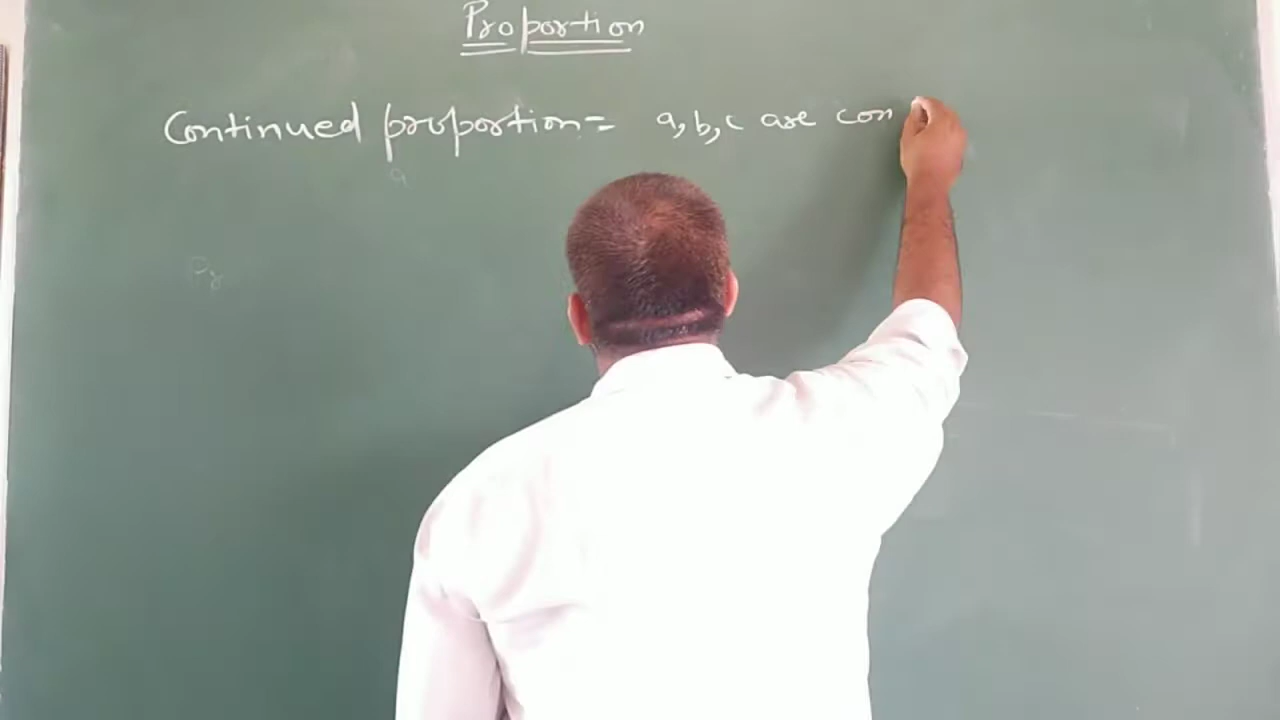 Proportion
Continued proportion = a, b, c are con